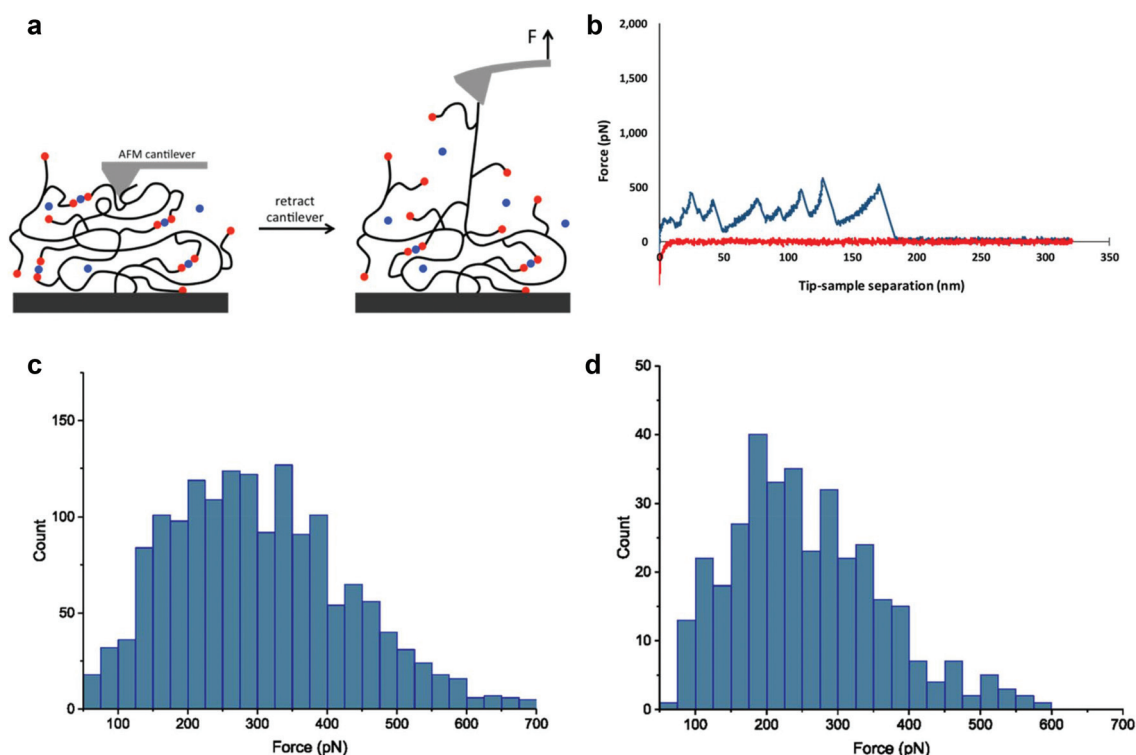 a
F
AFM cantilever
retract
cantilever
b
2,000
1,500
1,000
500
0
Force (pN)
0 50 100 150 200 250 300 350
Tip-sample separation (nm)
c
150
100
50
0
Count
100 200 300 400 500 600 700
Force (pN)
d
50
40
30
20
10
0
Count
100 200 300 400 500 600 700
Force (pN)